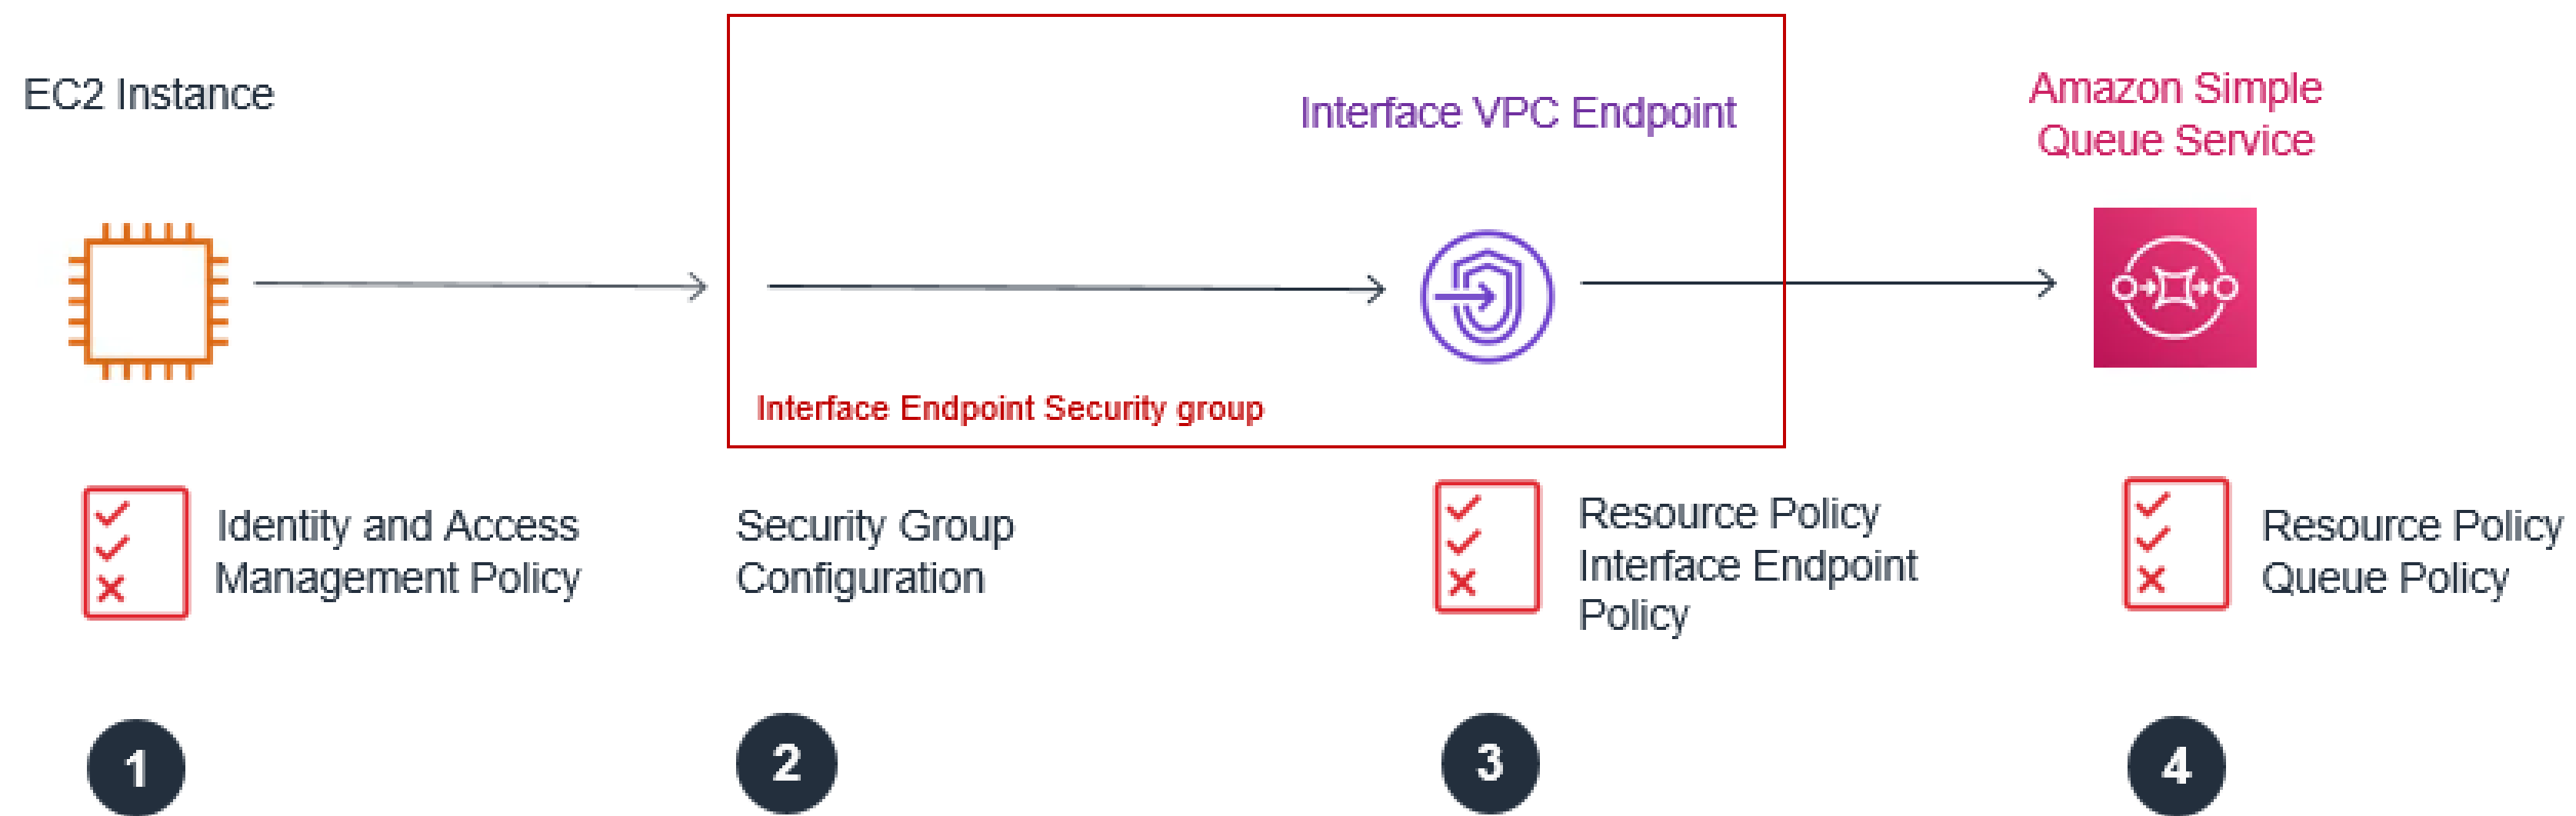 EC2 Instance
Interface VPC Endpoint
Amazon Simple
Queue Service
Interface Endpoint Security group
Identity and Access
Management Policy
Security Group
Configuration
Resource Policy
Interface Endpoint
Policy
Resource Policy
Queue Policy
1
2
3
4